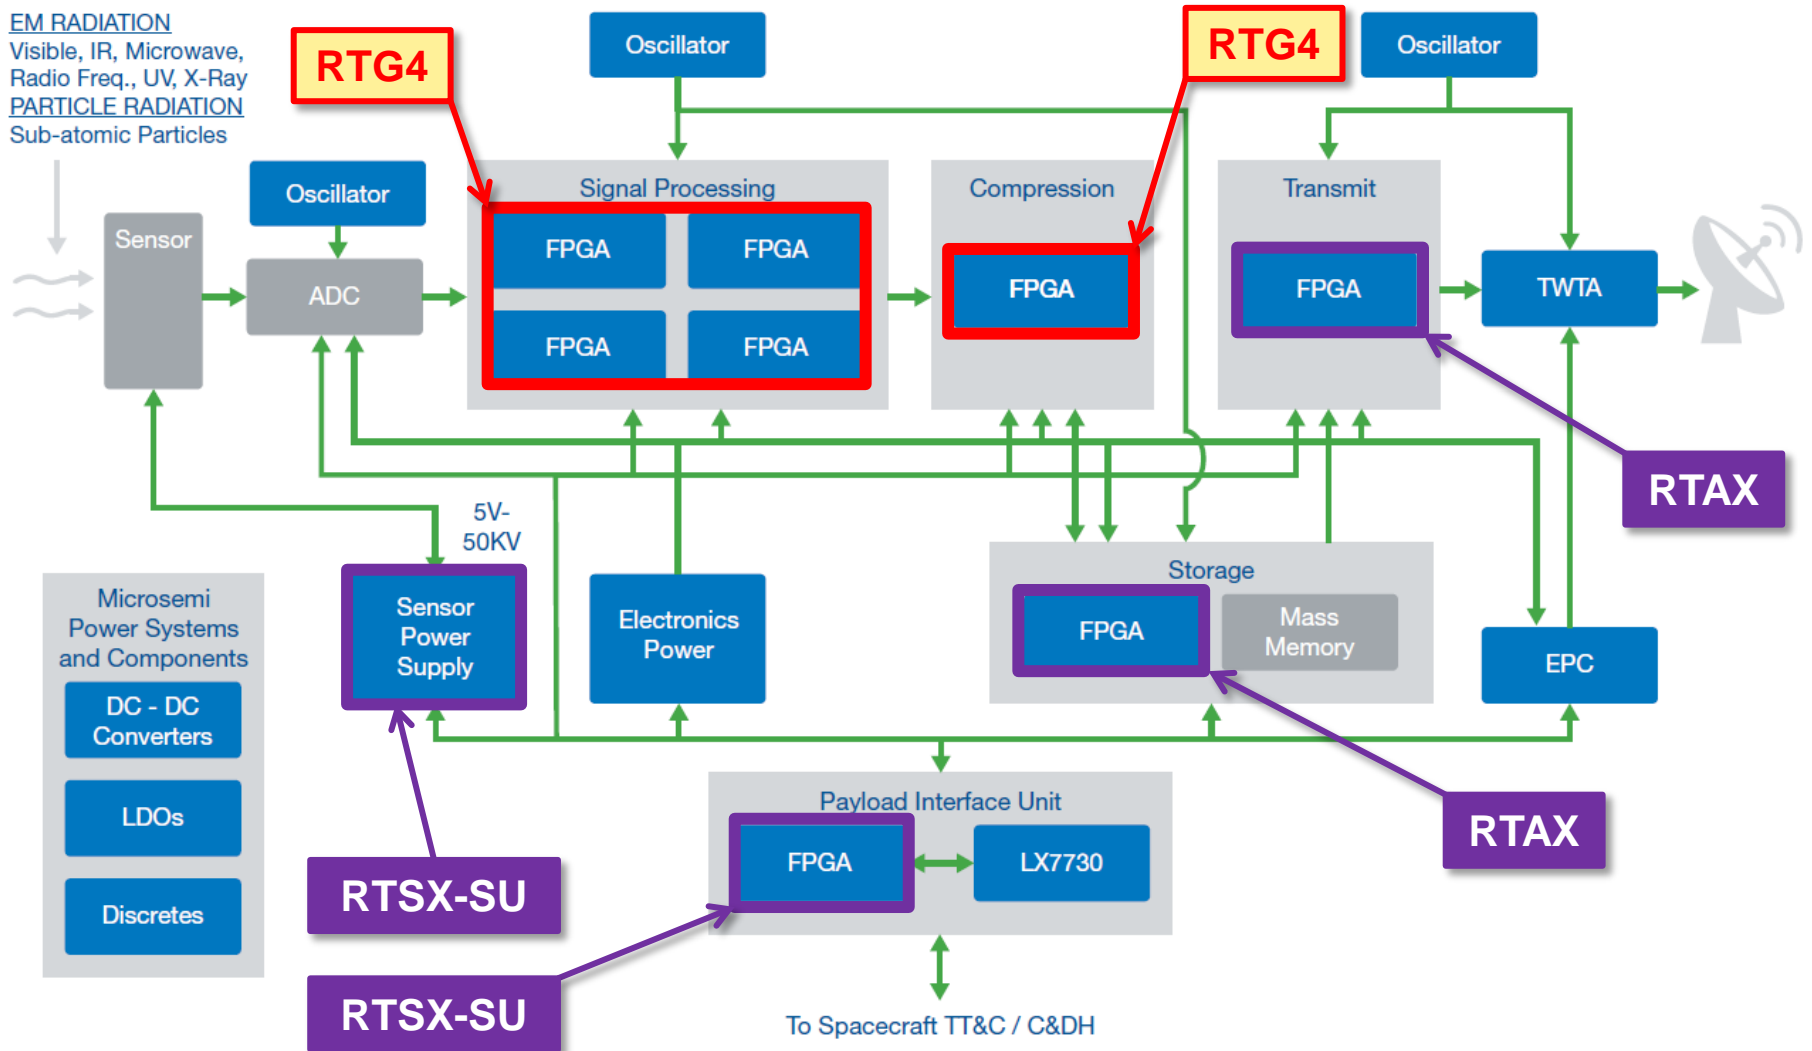 EM RADIATION
Visible, IR, Microwave,
Radio Freq., UV, X-Ray
PARTICLE RADIATION
Sub-atomic Particles
RTG4
Oscillator
RTG4
Oscillator
Oscillator
Sensor
ADC
Signal Processing
FPGA
FPGA
FPGA
FPGA
Compression
FPGA
Transmit
FPGA
TWTA
RTAX
5V-
50KV
Microsemi
Power Systems
and Components
DC - DC
Converters
LDOs
Discretes
Sensor
Power
Supply
Electronics
Power
Storage
FPGA
Mass
Memory
EPC
RTAX
Payload Interface Unit
FPGA
LX7730
RTSX-SU
RTSX-SU
To Spacecraft TT&C / C&DH